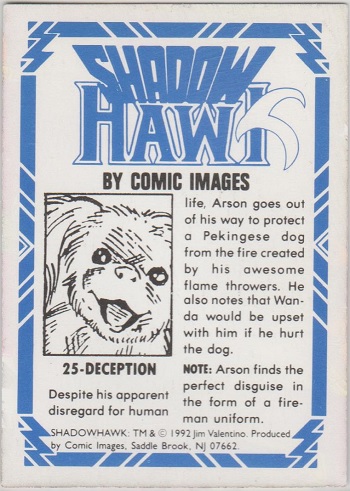 SHADOW
HAWK
BY COMIC IMAGES
25-DECEPTION
Despite his apparent
disregard for human
life, Arson goes out
of his way to protect
a Pekingese dog
from the fire created
by his awesome
flame throwers. He
also notes that Wan-
da would be upset
with him if he hurt
the dog.
NOTE: Arson finds the
perfect disguise in
the form of a fire-
man uniform.
SHADOWHAWK: TM & © 1992 Jim Valentino. Produced
by Comic Images, Saddle Brook, NJ 07662.